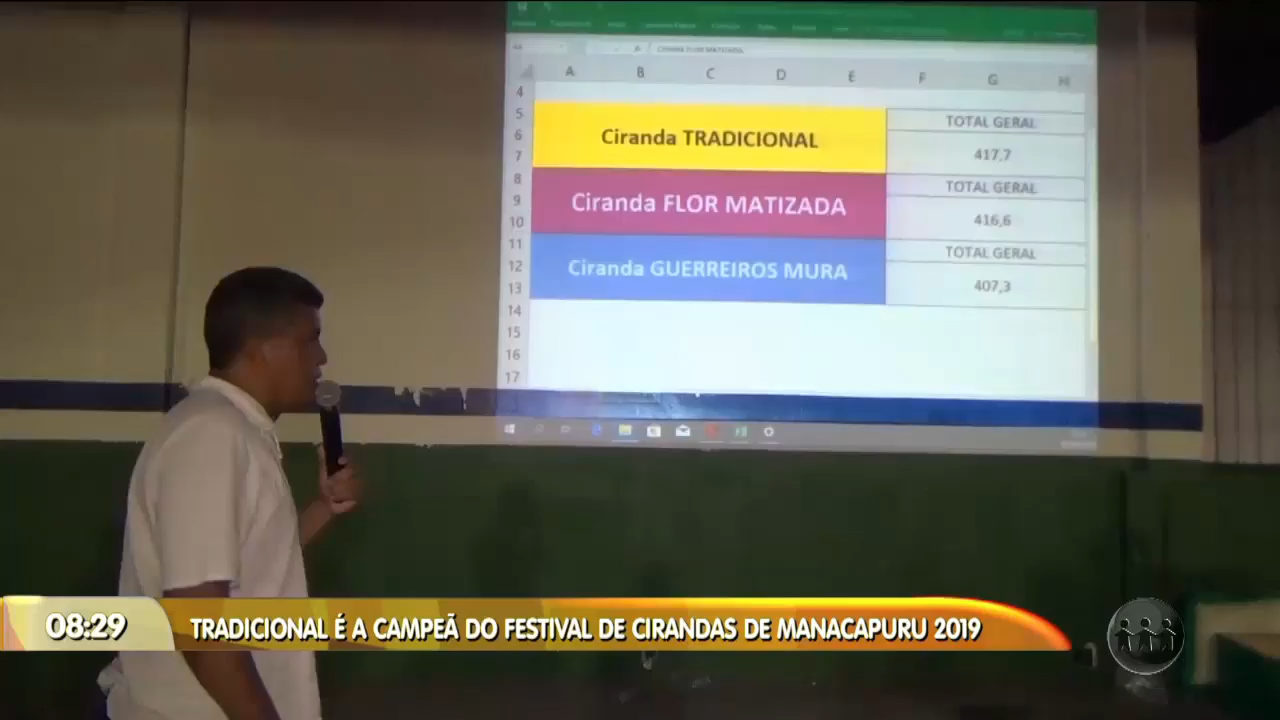 A B C D E F G H
4
5
6
7
8
9
10
11
12
13
14
15
16
17
Ciranda TRADICIONAL
TOTAL GERAL
417,7
Ciranda FLOR MATIZADA
TOTAL GERAL
416,6
Ciranda GUERREIROS MURA
TOTAL GERAL
407,3
08:29
TRADICIONAL É A CAMPEÃ DO FESTIVAL DE CIRANDAS DE MANACAPURU 2019